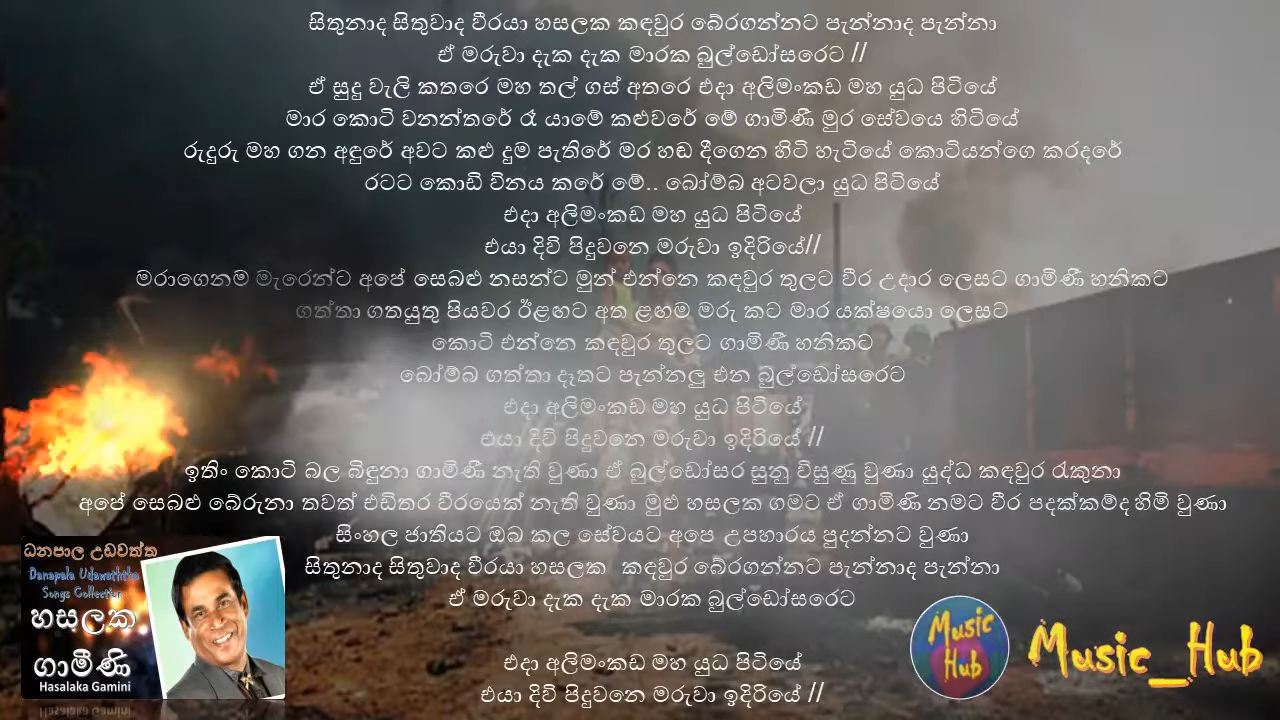 සිතුනාද සිතුවාද වීරයා හසලක කඳවුර බේරගන්නට පැන්නාද පැන්නා
ඒ මරුවා දැක දැක මාරක බුල්ඩෝසරෙට //
ඒ සුදු වැලි කතරෙ මහ තල් ගස් අතරෙ එදා අලිමංකඩ මහ යුධ පිටියේ
මාර කොටි වනන්තරේ රෑ යාමේ කළුවරේ මේ ගාමිණී මුර සේවයෙ හිටියේ
රුදුරු මහ ගන අඳුරේ අවට කළු දුම පැතිරේ මර හඬ දීගෙන හිටි හැටියේ කොටියන්ගෙ කරදරේ
රටට කොඩි විනය කරේ මේ.. බෝම්බ අටවලා යුධ පිටියේ
එදා අලිමංකඩ මහ යුධ පිටියේ
එයා දිවි පිදුවනෙ මරුවා ඉදිරියේ//
මරාගෙනම මැරෙන්ට අපේ සෙබළු නසන්ට මුන් එන්නෙ කඳවුර තුලට වීර උදාර ලෙසට ගාමිණී හනිකට
ගත්තා ගතයුතු පියවර ඊළඟට අත ළඟම මරු කට මාර යක්ෂයො ලෙසට
කොටි එන්නෙ කඳවුර තුලට ගාමිණී හනිකට
බෝම්බ ගත්තා දෑතට පැන්නලු එන බුල්ඩෝසරෙට
එදා අලිමංකඩ මහ යුධ පිටියේ
එයා දිවි පිදුවනෙ මරුවා ඉදිරියේ //
ඉතිං කොටි බල බිඳුනා ගාමිණී නැති වුණා ඒ බුල්ඩෝසර සුනු විසුණු වුණා යුද්ධ කඳවුර රැකුනා
අපේ සෙබළු බේරුනා තවත් එඩිතර වීරයෙක් නැති වුණා මුළු හසලක ගමට ඒ ගාමිණි නමට වීර පදක්කම්ද හිමි වුණා
සිංහල ජාතියට ඔබ කල සේවයට අපෙ උපහාරය පුදන්නට වුණා
සිතුනාද සිතුවාද වීරයා හසලක කඳවුර බේරගන්නට පැන්නාද පැන්නා
ඒ මරුවා දැක දැක මාරක බුල්ඩෝසරෙට
එදා අලිමංකඩ මහ යුධ පිටියේ
එයා දිවි පිදුවනෙ මරුවා ඉදිරියේ //
ධනපාල උඩවත්ත
Danapala Udawaththa
Songs Collection
හසලක
ගාමීණි
Hasalaka Gamini
Music
Hub
Music_Hub